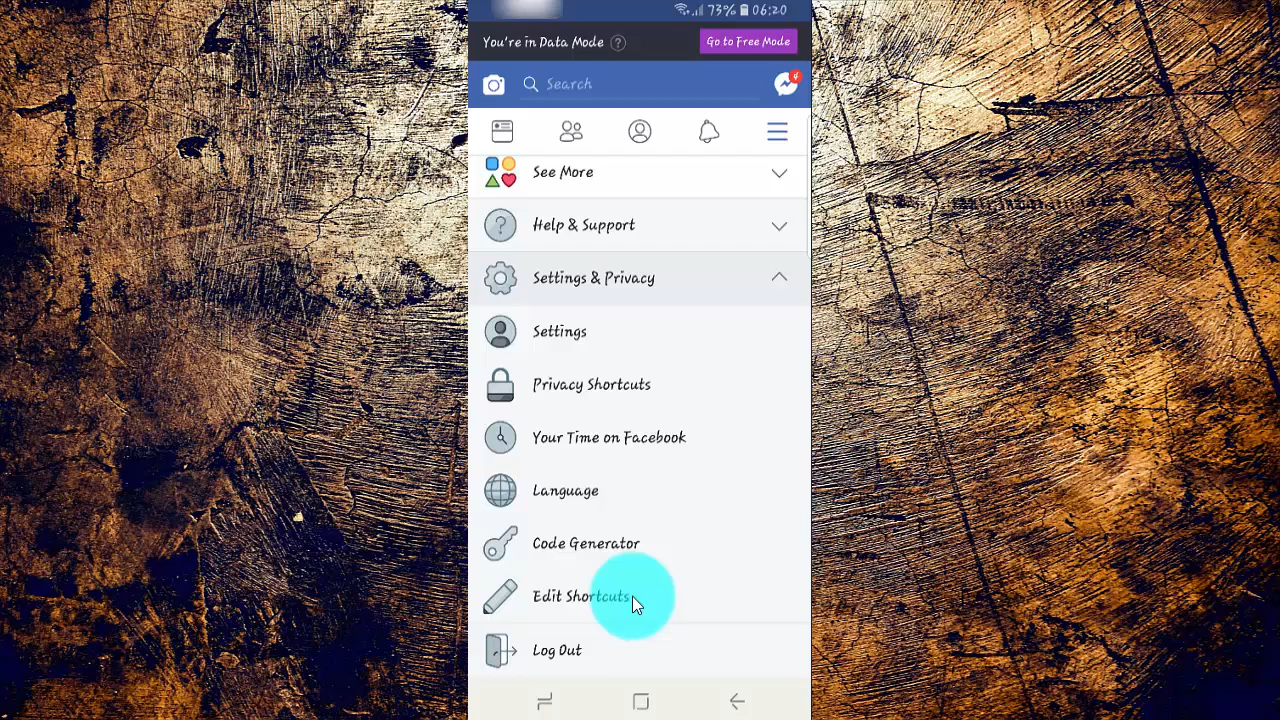 73% 06:20
You're in Data Mode ? Go to Free Mode
Search
4
See More
? Help & Support
Settings & Privacy
Settings
Privacy Shortcuts
Your Time on Facebook
Language
Code Generator
Edit Shortcuts
Log Out